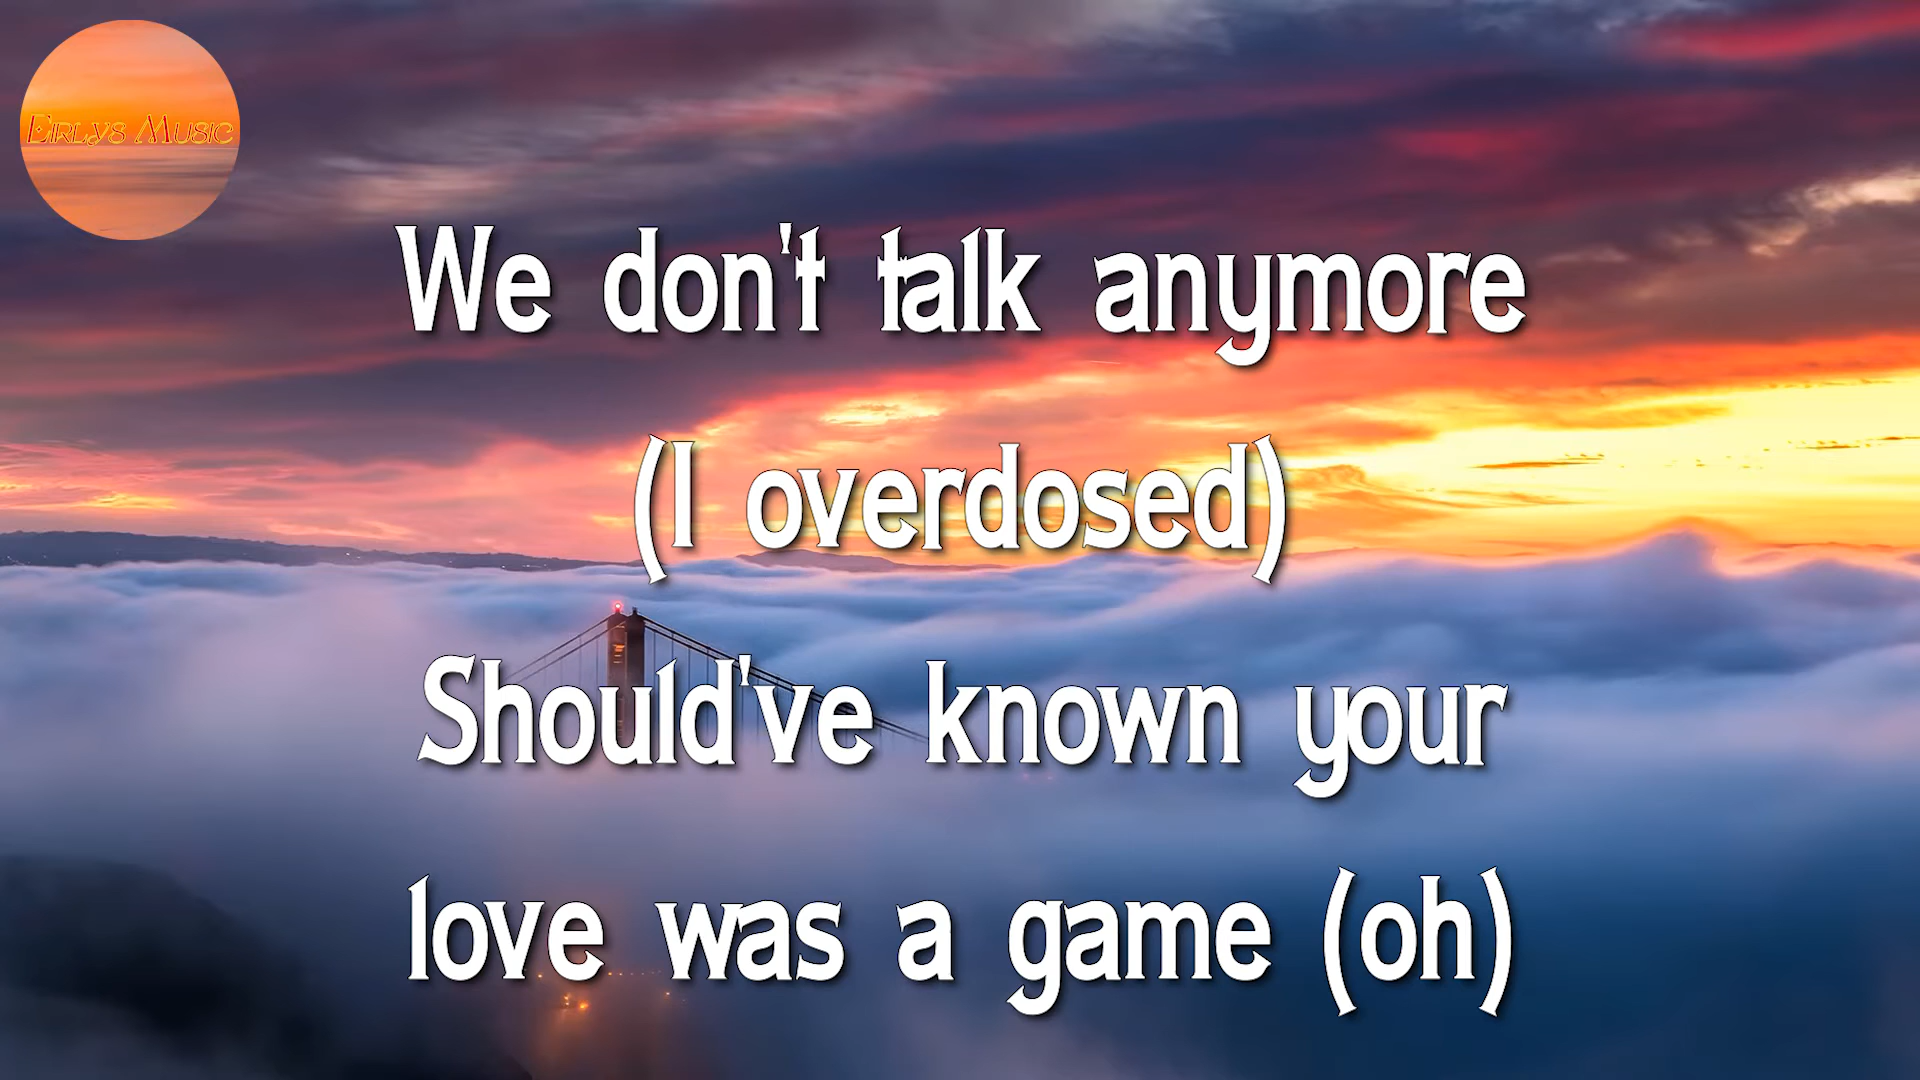 Eirlys Music
We don't talk anymore
(I overdosed)
Should've known your
love was a game (oh)